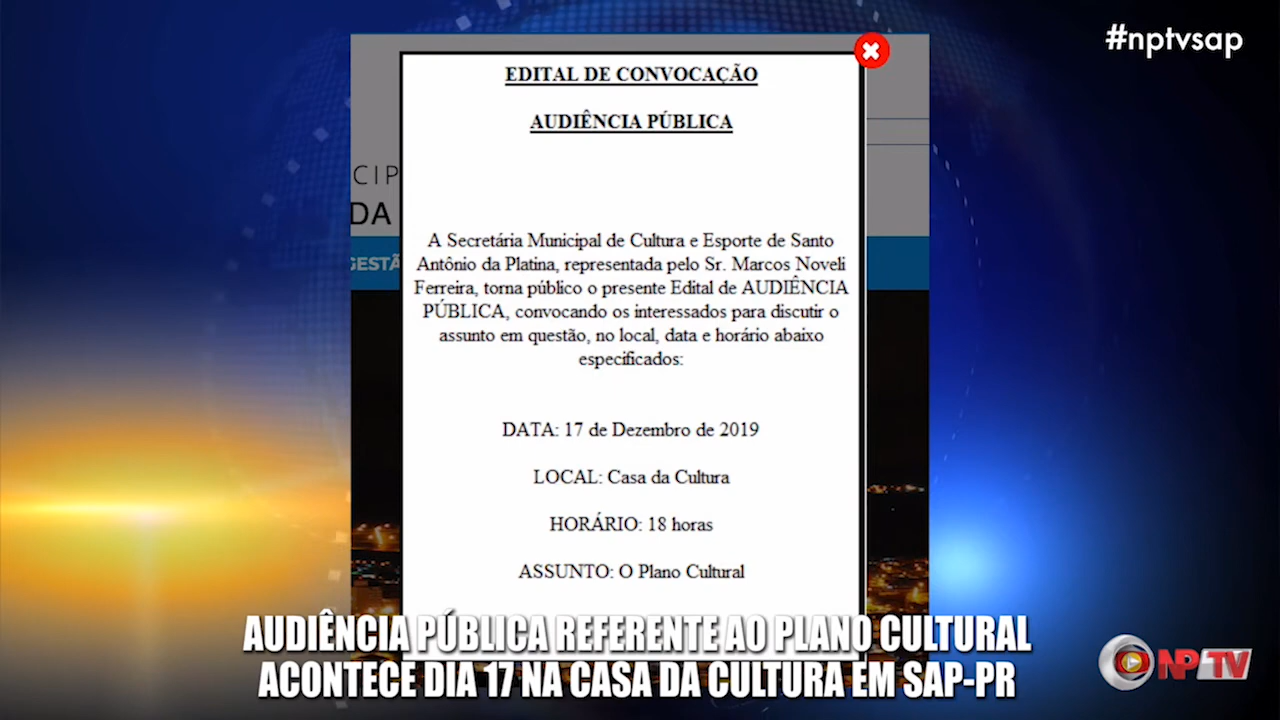 #nptvsap
EDITAL DE CONVOCAÇÃO
AUDIÊNCIA PÚBLICA
CIP
DA
GESTÃ
A Secretária Municipal de Cultura e Esporte de Santo
Antônio da Platina, representada pelo Sr. Marcos Noveli
Ferreira, torna público o presente Edital de AUDIÊNCIA
PÚBLICA, convocando os interessados para discutir o
assunto em questão, no local, data e horário abaixo
especificados:
DATA: 17 de Dezembro de 2019
LOCAL: Casa da Cultura
HORÁRIO: 18 horas
ASSUNTO: O Plano Cultural
AUDIÊNCIA PÚBLICA REFERENTE AO PLANO CULTURAL
ACONTECE DIA 17 NA CASA DA CULTURA EM SAP-PR
NPTV